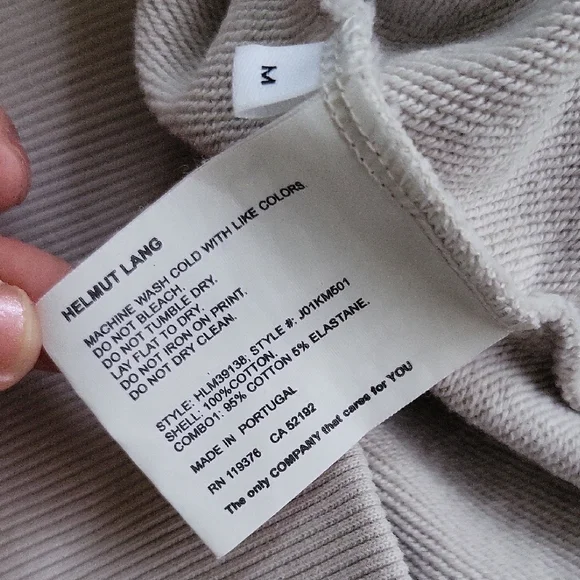 M
HELMUT LANG
MACHINE WASH COLD WITH LIKE COLORS
DO NOT BLEACH.
DO NOT TUMBLE DRY.
LAY FLAT TO DRY.
DO NOT IRON ON PRINT.
DO NOT DRY CLEAN.
STYLE: HLM39138; STYLE #: J01KM501
SHELL: 100%COTTON.
COMBO1: 95% COTTON 5% ELASTANE.
MADE IN PORTUGAL
RN 119376 CA 52192
The only COMPANY that cares for YOU